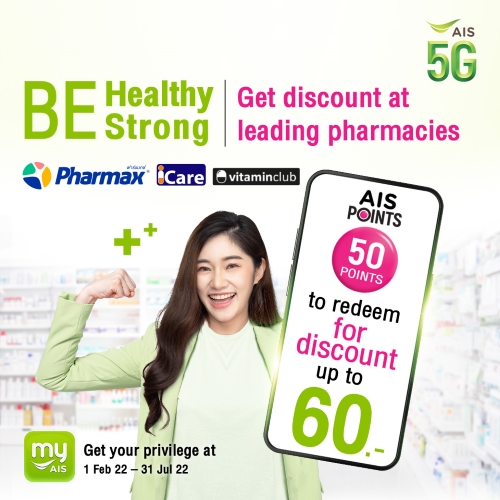 AIS
5G
BE Healthy
Strong
Get discount at
leading pharmacies
Pharmax
iCare
vitaminclub
AIS
POINTS
50
POINTS
to redeem
for
discount
up to
60.-
my
AIS
Get your privilege at
1 Feb 22 – 31 Jul 22